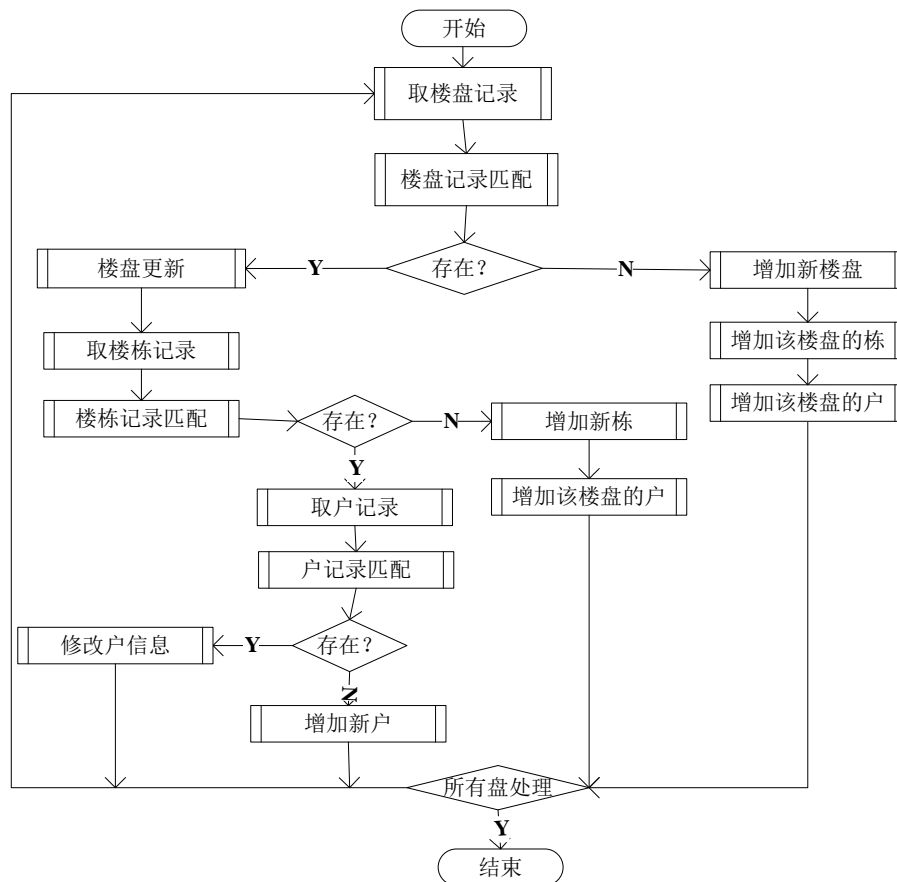 开始
取楼盘记录
楼盘记录匹配
楼盘更新
Y
存在？
N
增加新楼盘
取楼栋记录
增加该楼盘的栋
增加该楼盘的户
楼栋记录匹配
存在？
N
增加新栋
Y
取户记录
增加该楼盘的户
户记录匹配
修改户信息
Y
存在？
N
增加新户
所有盘处理
Y
结束